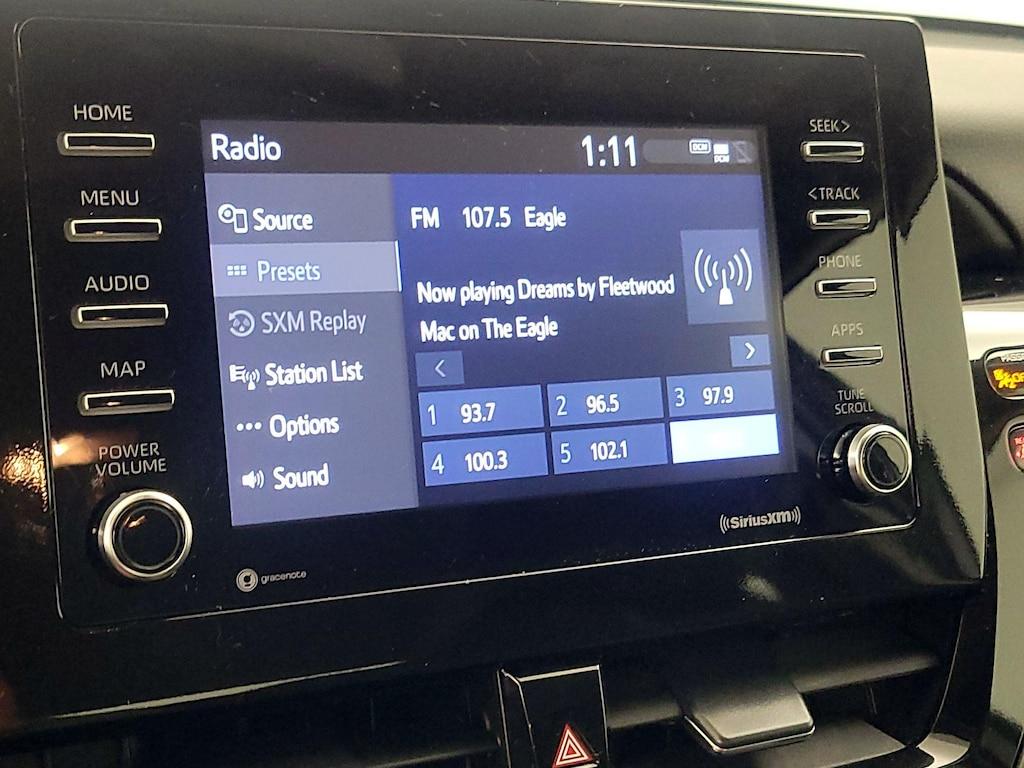 HOME
MENU
AUDIO
MAP
POWER
VOLUME
Radio
1:11
DCM
DCM
Source
Presets
SXM Replay
Station List
Options
Sound
FM 107.5 Eagle
Now playing Dreams by Fleetwood
Mac on The Eagle
<
>
1 93.7
2 96.5
3 97.9
4 100.3
5 102.1
SEEK>
<TRACK
PHONE
APPS
TUNE
SCROLL
gracenote
SiriusXM